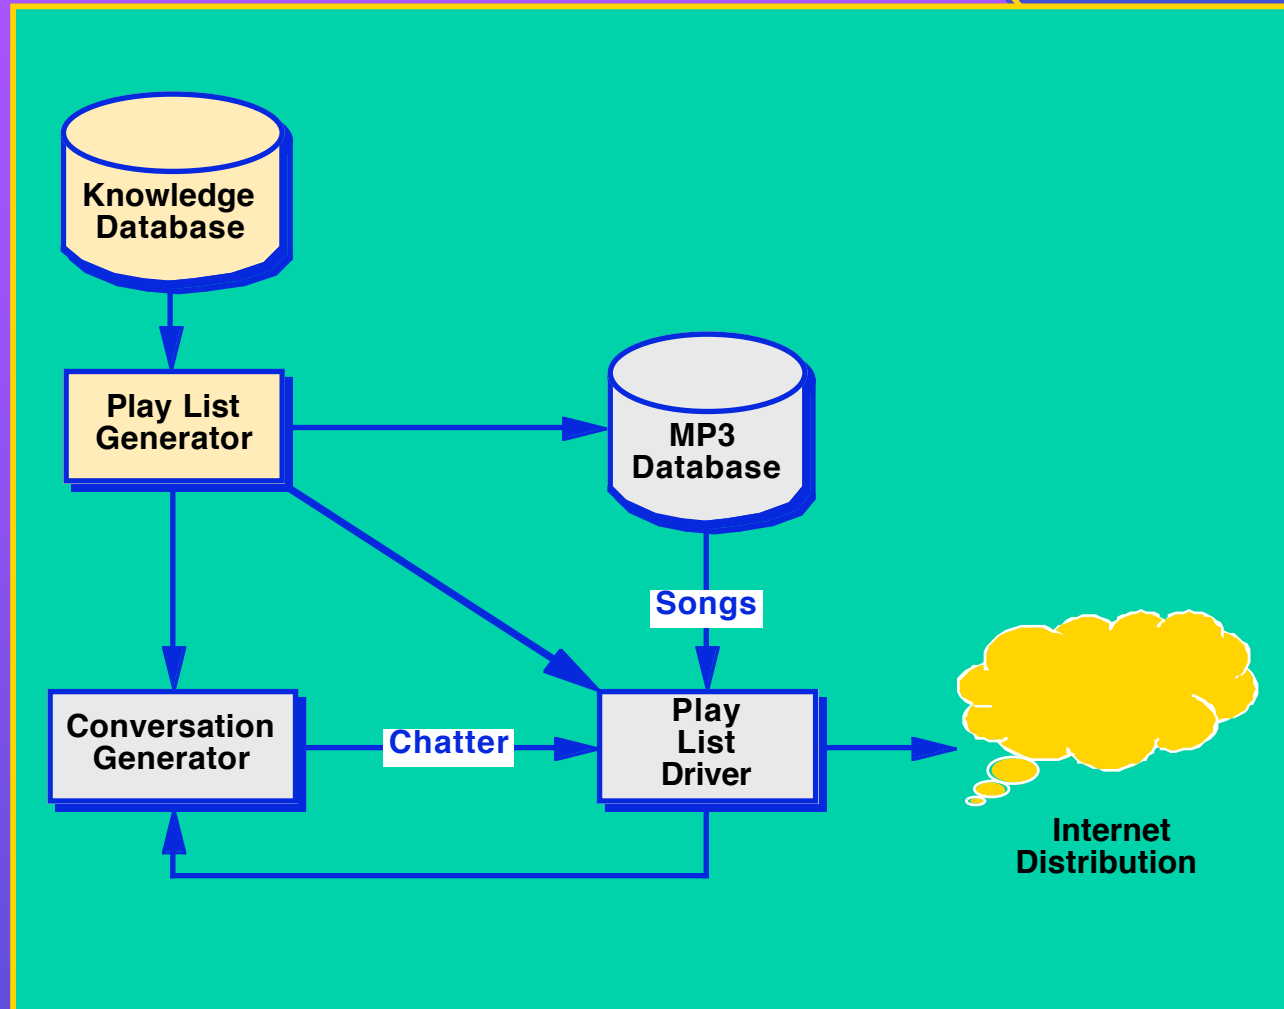 Knowledge
Database
Play List
Generator
MP3
Database
Songs
Conversation
Generator
Chatter
Play
List
Driver
Internet
Distribution